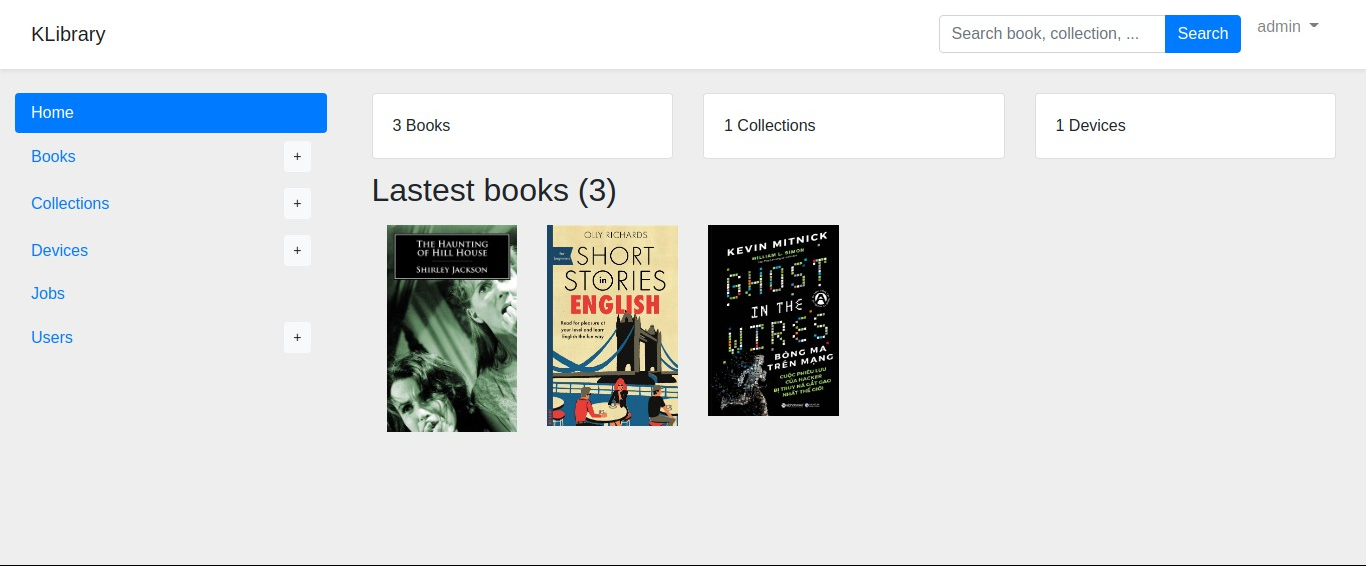 KLibrary
Search book, collection, ...
Search
admin
Home
Books
+
Collections
+
Devices
+
Jobs
Users
+
3 Books
1 Collections
1 Devices
Lastest books (3)
THE HAUNTING
OF HILL HOUSE
SHIRLEY JACKSON
OLLY RICHARDS
SHORT
STORIES
in
ENGLISH
Read for pleasure at
your level and learn
English the fun way
KEVIN MITNICK
WILLIAM L. SIMON
GHOST
IN THE
WIRES
BÓNG MA
TRÊN MẠNG
CUỘC PHIÊU LƯU
CỦA HACKER
BỊ TRUY NÃ GẮT GAO
NHẤT THẾ GIỚI